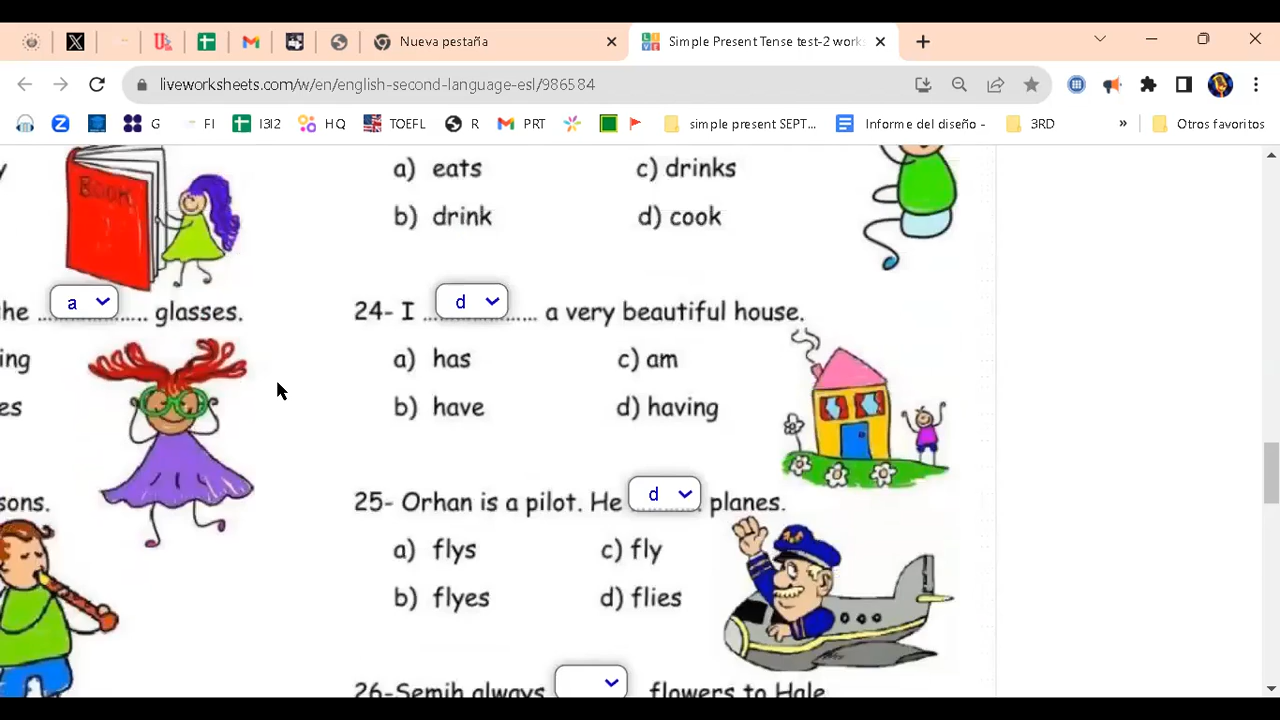 Nueva pestaña
Simple Present Tense test-2 work
liveworksheets.com/w/en/english-second-language-esl/986584
G FI I3I2 HQ TOEFL R PRT simple present SEPT... Informe del diseño - 3RD » Otros favoritos
y
BOOK
a) eats c) drinks
b) drink d) cook
he a glasses.
24- I d a very beautiful house.
ing
a) has c) am
es
b) have d) having
sons.
25- Orhan is a pilot. He d planes.
a) flys c) fly
b) flyes d) flies
26-Semih always flowers to Hale